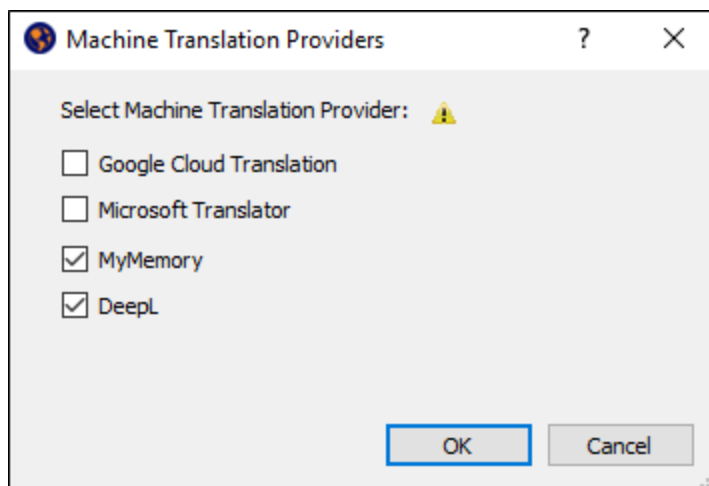 Machine Translation Providers ?
Select Machine Translation Provider:
Google Cloud Translation
Microsoft Translator
MyMemory
DeepL
OK Cancel